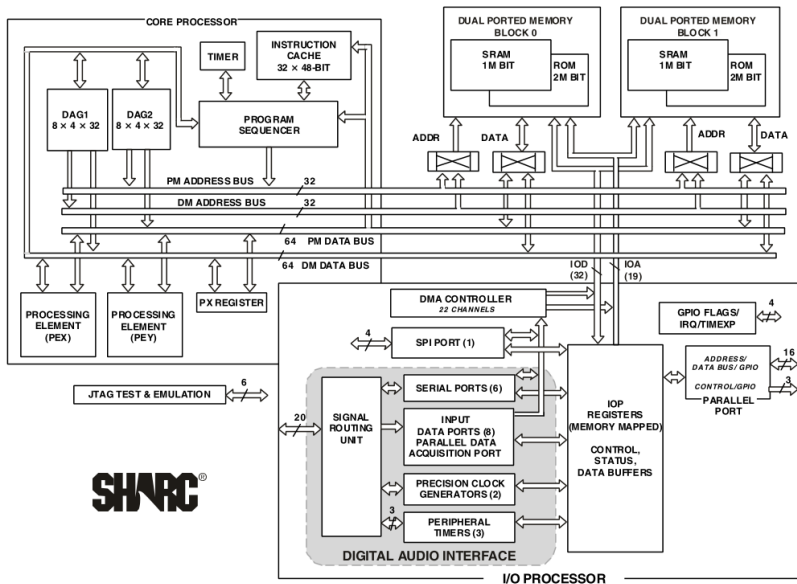 CORE PROCESSOR
TIMER
INSTRUCTION
CACHE
32 × 48-BIT
DAG1
8 × 4 × 32
DAG2
8 × 4 × 32
PROGRAM
SEQUENCER
DUAL PORTED MEMORY
BLOCK 0
SRAM
1M BIT
ROM
2M BIT
DUAL PORTED MEMORY
BLOCK 1
SRAM
1M BIT
ROM
2M BIT
ADDR
DATA
ADDR
DATA
PM ADDRESS BUS
32
DM ADDRESS BUS
32
64
PM DATA BUS
64
DM DATA BUS
IOD
(32)
IOA
(19)
PROCESSING
ELEMENT
(PEX)
PROCESSING
ELEMENT
(PEY)
PX REGISTER
DMA CONTROLLER
22 CHANNELS
GPIO FLAGS/
IRQ/TIMEXP
4
4
SPI PORT (1)
ADDRESS/
DATA BUS / GPIO
CONTROL/GPIO
PARALLEL
PORT
16
3
JTAG TEST & EMULATION
6
20
SIGNAL
ROUTING
UNIT
SERIAL PORTS (6)
INPUT
DATA PORTS (8)
PARALLEL DATA
ACQUISITION PORT
PRECISION CLOCK
GENERATORS (2)
3
PERIPHERAL
TIMERS (3)
IOP
REGISTERS
(MEMORY MAPPED)
CONTROL,
STATUS,
DATA BUFFERS
DIGITAL AUDIO INTERFACE
I/O PROCESSOR
SHARC®